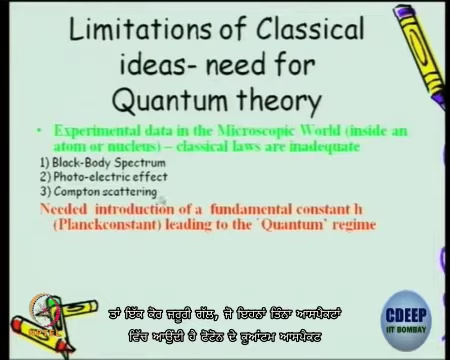 Limitations of Classical
ideas- need for
Quantum theory
• Experimental data in the Microscopic World (inside an
atom or nucleus) – classical laws are inadequate
1) Black-Body Spectrum
2) Photo-electric effect
3) Compton scattering
Needed introduction of a fundamental constant h
(Planckconstant) leading to the `Quantum' regime
ਤਾਂ ਇੱਕ ਹੋਰ ਜ਼ਰੂਰੀ ਗੱਲ, ਜੋ ਇਹਨਾਂ ਤਿੰਨਾਂ ਆਸਪੈਕਟਾਂ
ਵਿੱਚ ਆਉਂਦੀ ਹੈ ਫੋਟੋਨ ਦੇ ਕੁਆਂਟਮ ਆਸਪੈਕਟ
CDEEP
IIT BOMBAY